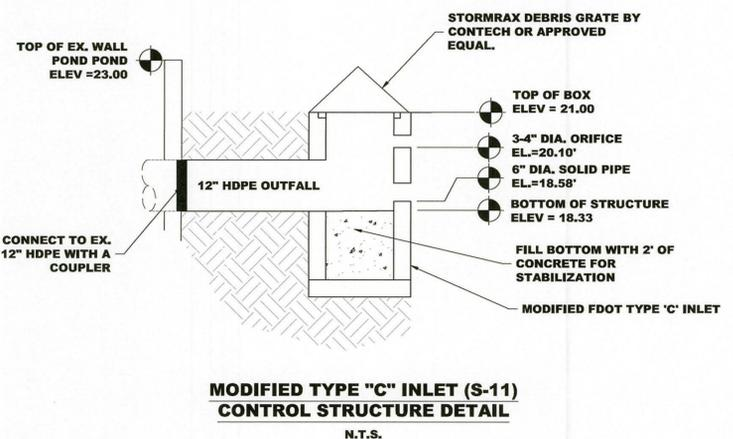 STORMRAX DEBRIS GRATE BY
CONTECH OR APPROVED
EQUAL.
TOP OF EX. WALL
POND POND
ELEV =23.00
TOP OF BOX
ELEV = 21.00
3-4" DIA. ORIFICE
EL.=20.10'
6" DIA. SOLID PIPE
EL.=18.58'
BOTTOM OF STRUCTURE
ELEV = 18.33
12" HDPE OUTFALL
CONNECT TO EX.
12" HDPE WITH A
COUPLER
FILL BOTTOM WITH 2' OF
CONCRETE FOR
STABILIZATION
MODIFIED FDOT TYPE 'C' INLET
MODIFIED TYPE "C" INLET (S-11)
CONTROL STRUCTURE DETAIL
N.T.S.